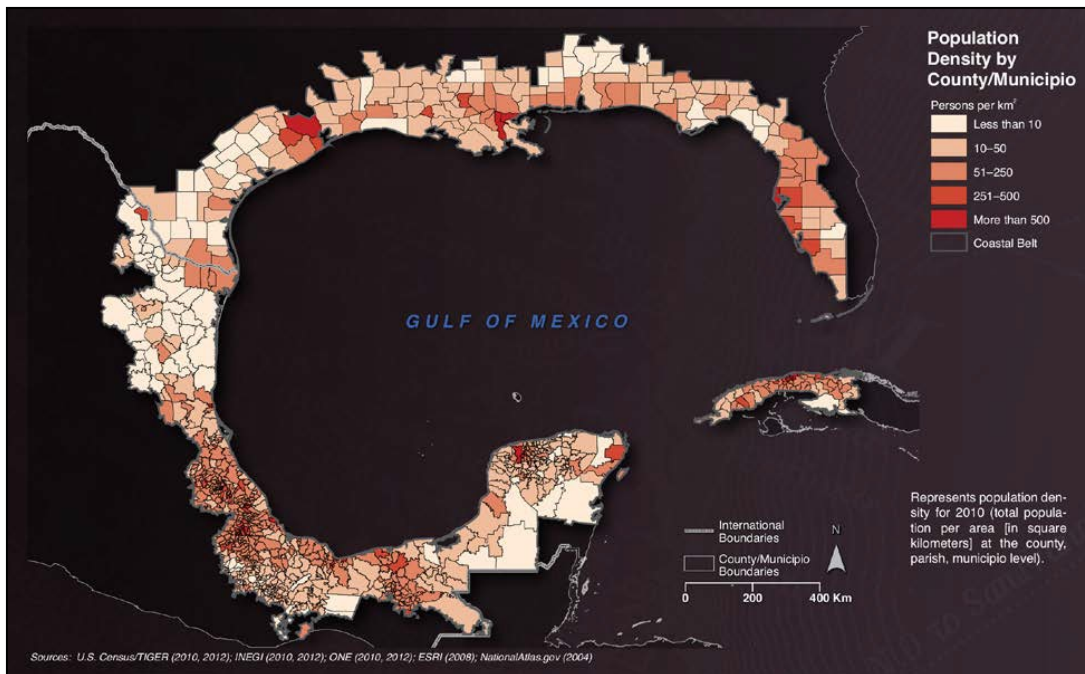 Population
Density by
County/Municipio
Persons per km²
Less than 10
10–50
51–250
251–500
More than 500
Coastal Belt
GULF OF MEXICO
Represents population den-
sity for 2010 (total popula-
tion per area [in square
kilometers] at the county,
parish, municipio level).
International
Boundaries
County/Municipio
Boundaries
N
0 200 400 Km
Sources: U.S. Census/TIGER (2010, 2012); INEGI (2010, 2012); ONE (2010, 2012); ESRI (2008); NationalAtlas.gov (2004)